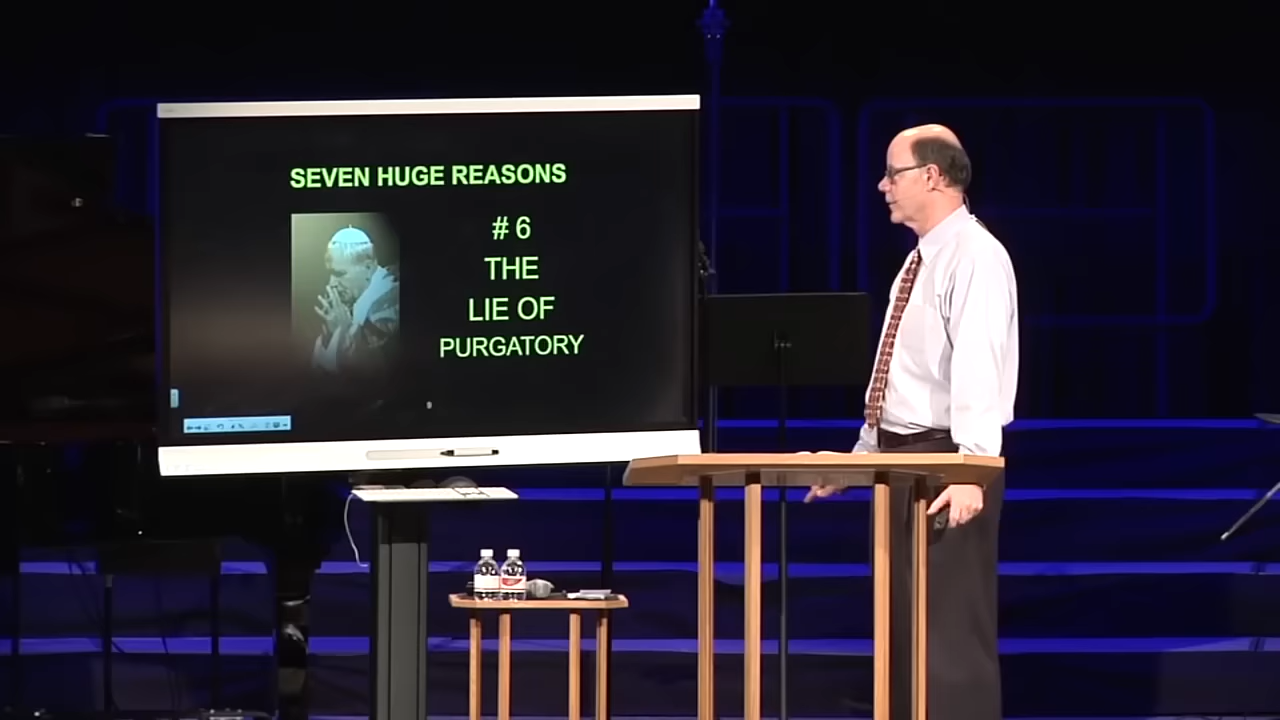 SEVEN HUGE REASONS
# 6
THE
LIE OF
PURGATORY